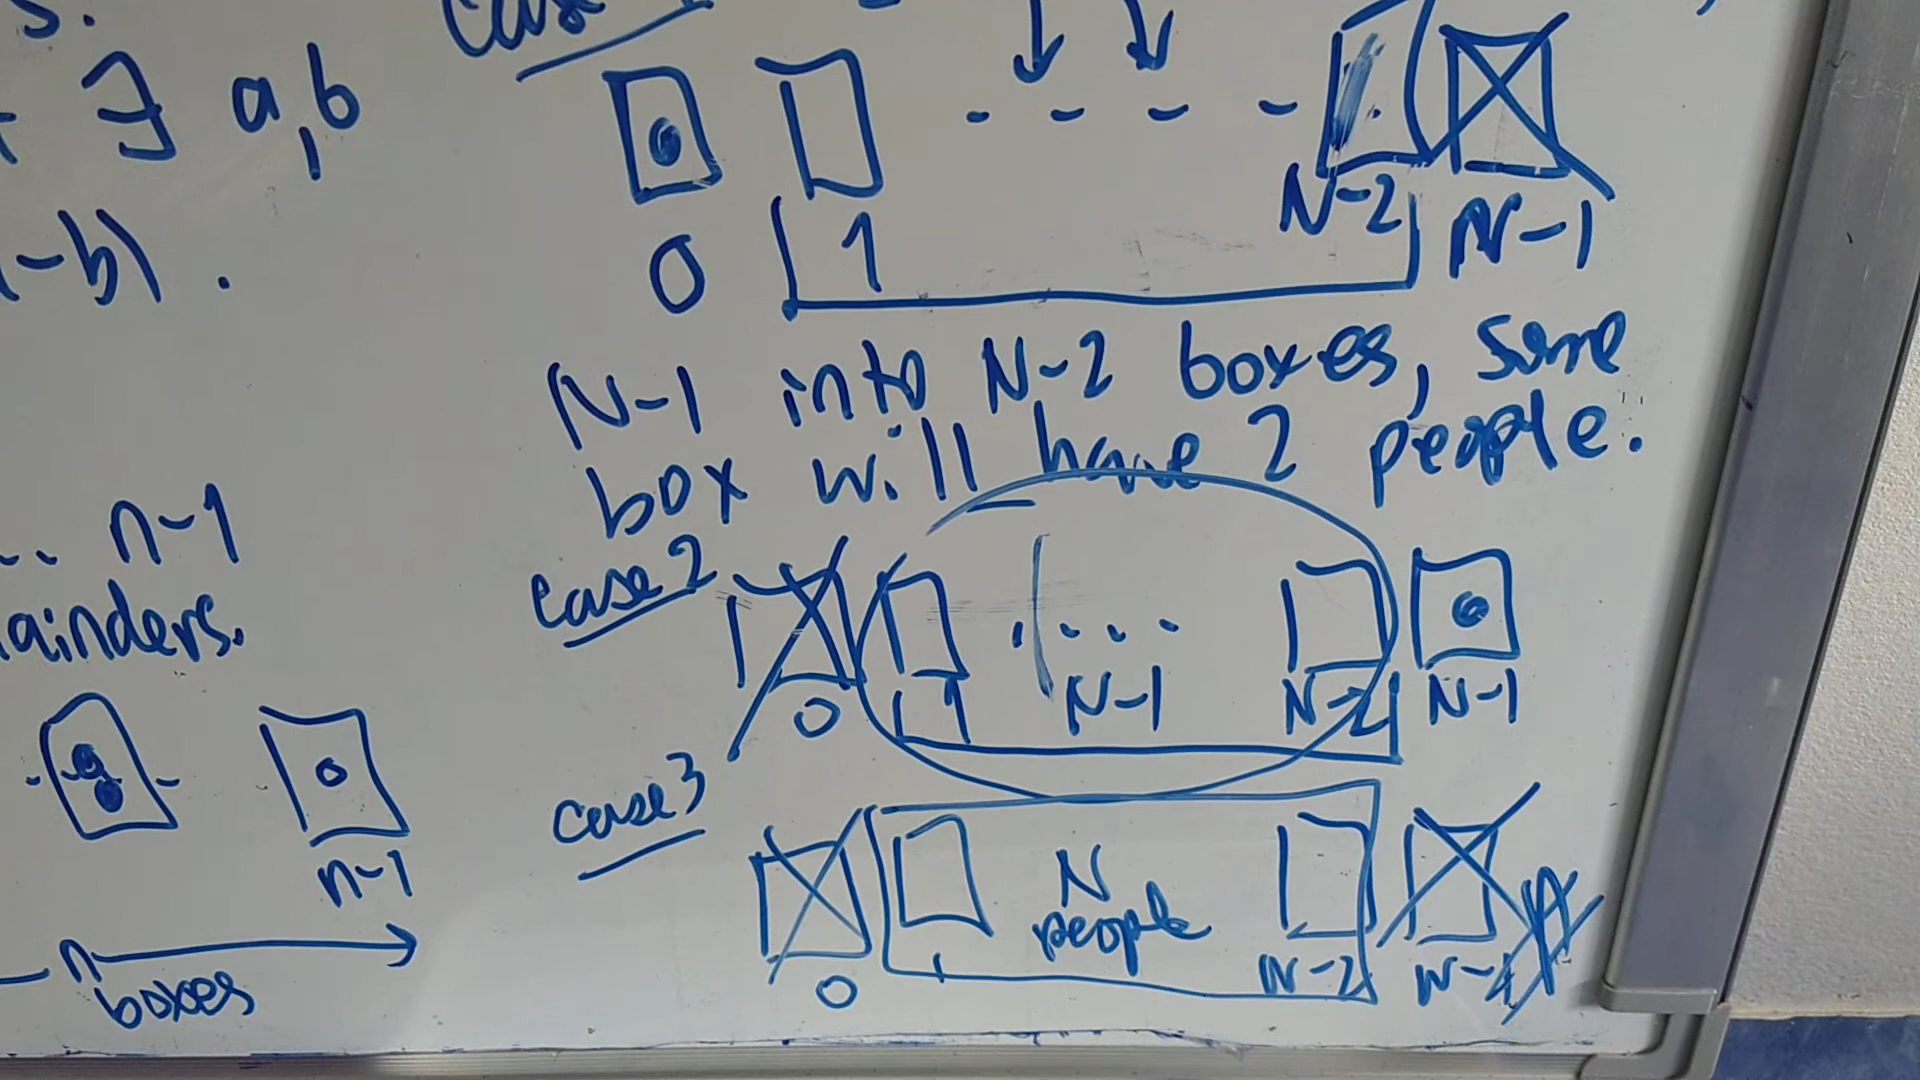 s.
∃ a,b
-b) .
.. n-1
ainders.
n-1
n
boxes
Case
0 1 N-2 N-1
N-1 into N-2 boxes, some
box will have 2 people.
case 2
0 1 N-1 N-2 N-1
case 3
N
people
0 1 N-2